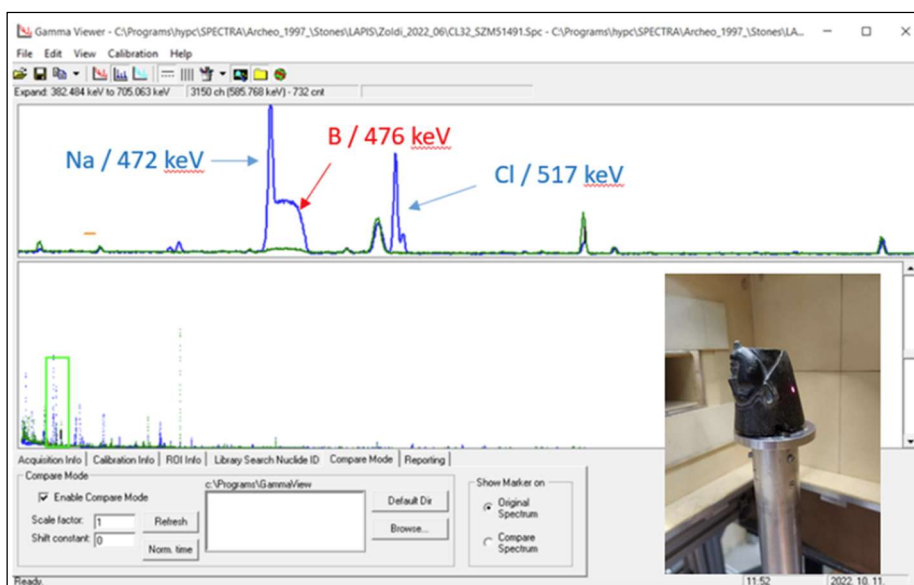 Gamma Viewer - C:\Programs\hypc\SPECTRA\Archeo_1997_\Stones\LAPIS\Zoldi_2022_06\CL32_SZM51491.Spc - C:\Programs\hypc\SPECTRA\Archeo_1997_\Stones\LA...
File Edit View Calibration Help
Expand: 382.484 keV to 705.063 keV 3150 ch (585.768 keV) - 732 cnt
B / 476 keV
Na / 472 keV
Cl / 517 keV
Acquisition Info Calibration Info ROI Info Library Search Nuclide ID Compare Mode Reporting
Compare Mode
c:\Programs\GammaView
Show Marker on
Enable Compare Mode
Default Dir
Original Spectrum
Scale factor: 1
Refresh
Browse...
Shift constant: 0
Compare Spectrum
Norm. time
Ready.
11:52
2022. 10. 11.